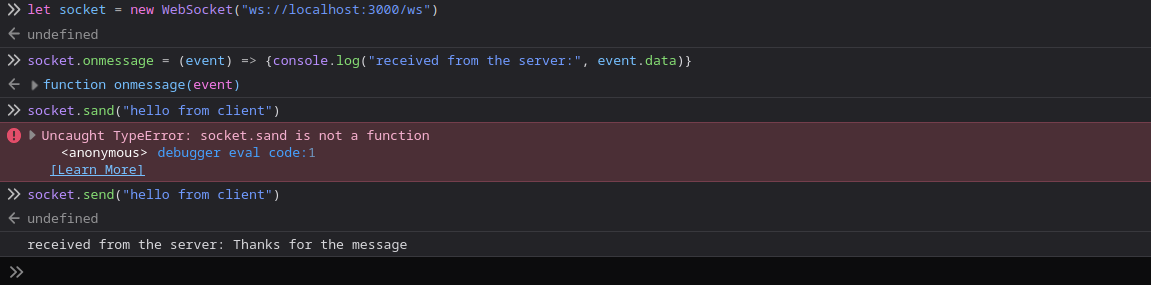 let socket = new WebSocket("ws://localhost:3000/ws")
undefined
socket.onmessage = (event) => {console.log("received from the server:", event.data)}
function onmessage(event)
socket.sand("hello from client")
Uncaught TypeError: socket.sand is not a function
<anonymous> debugger eval code:1
[Learn More]
socket.send("hello from client")
undefined
received from the server: Thanks for the message